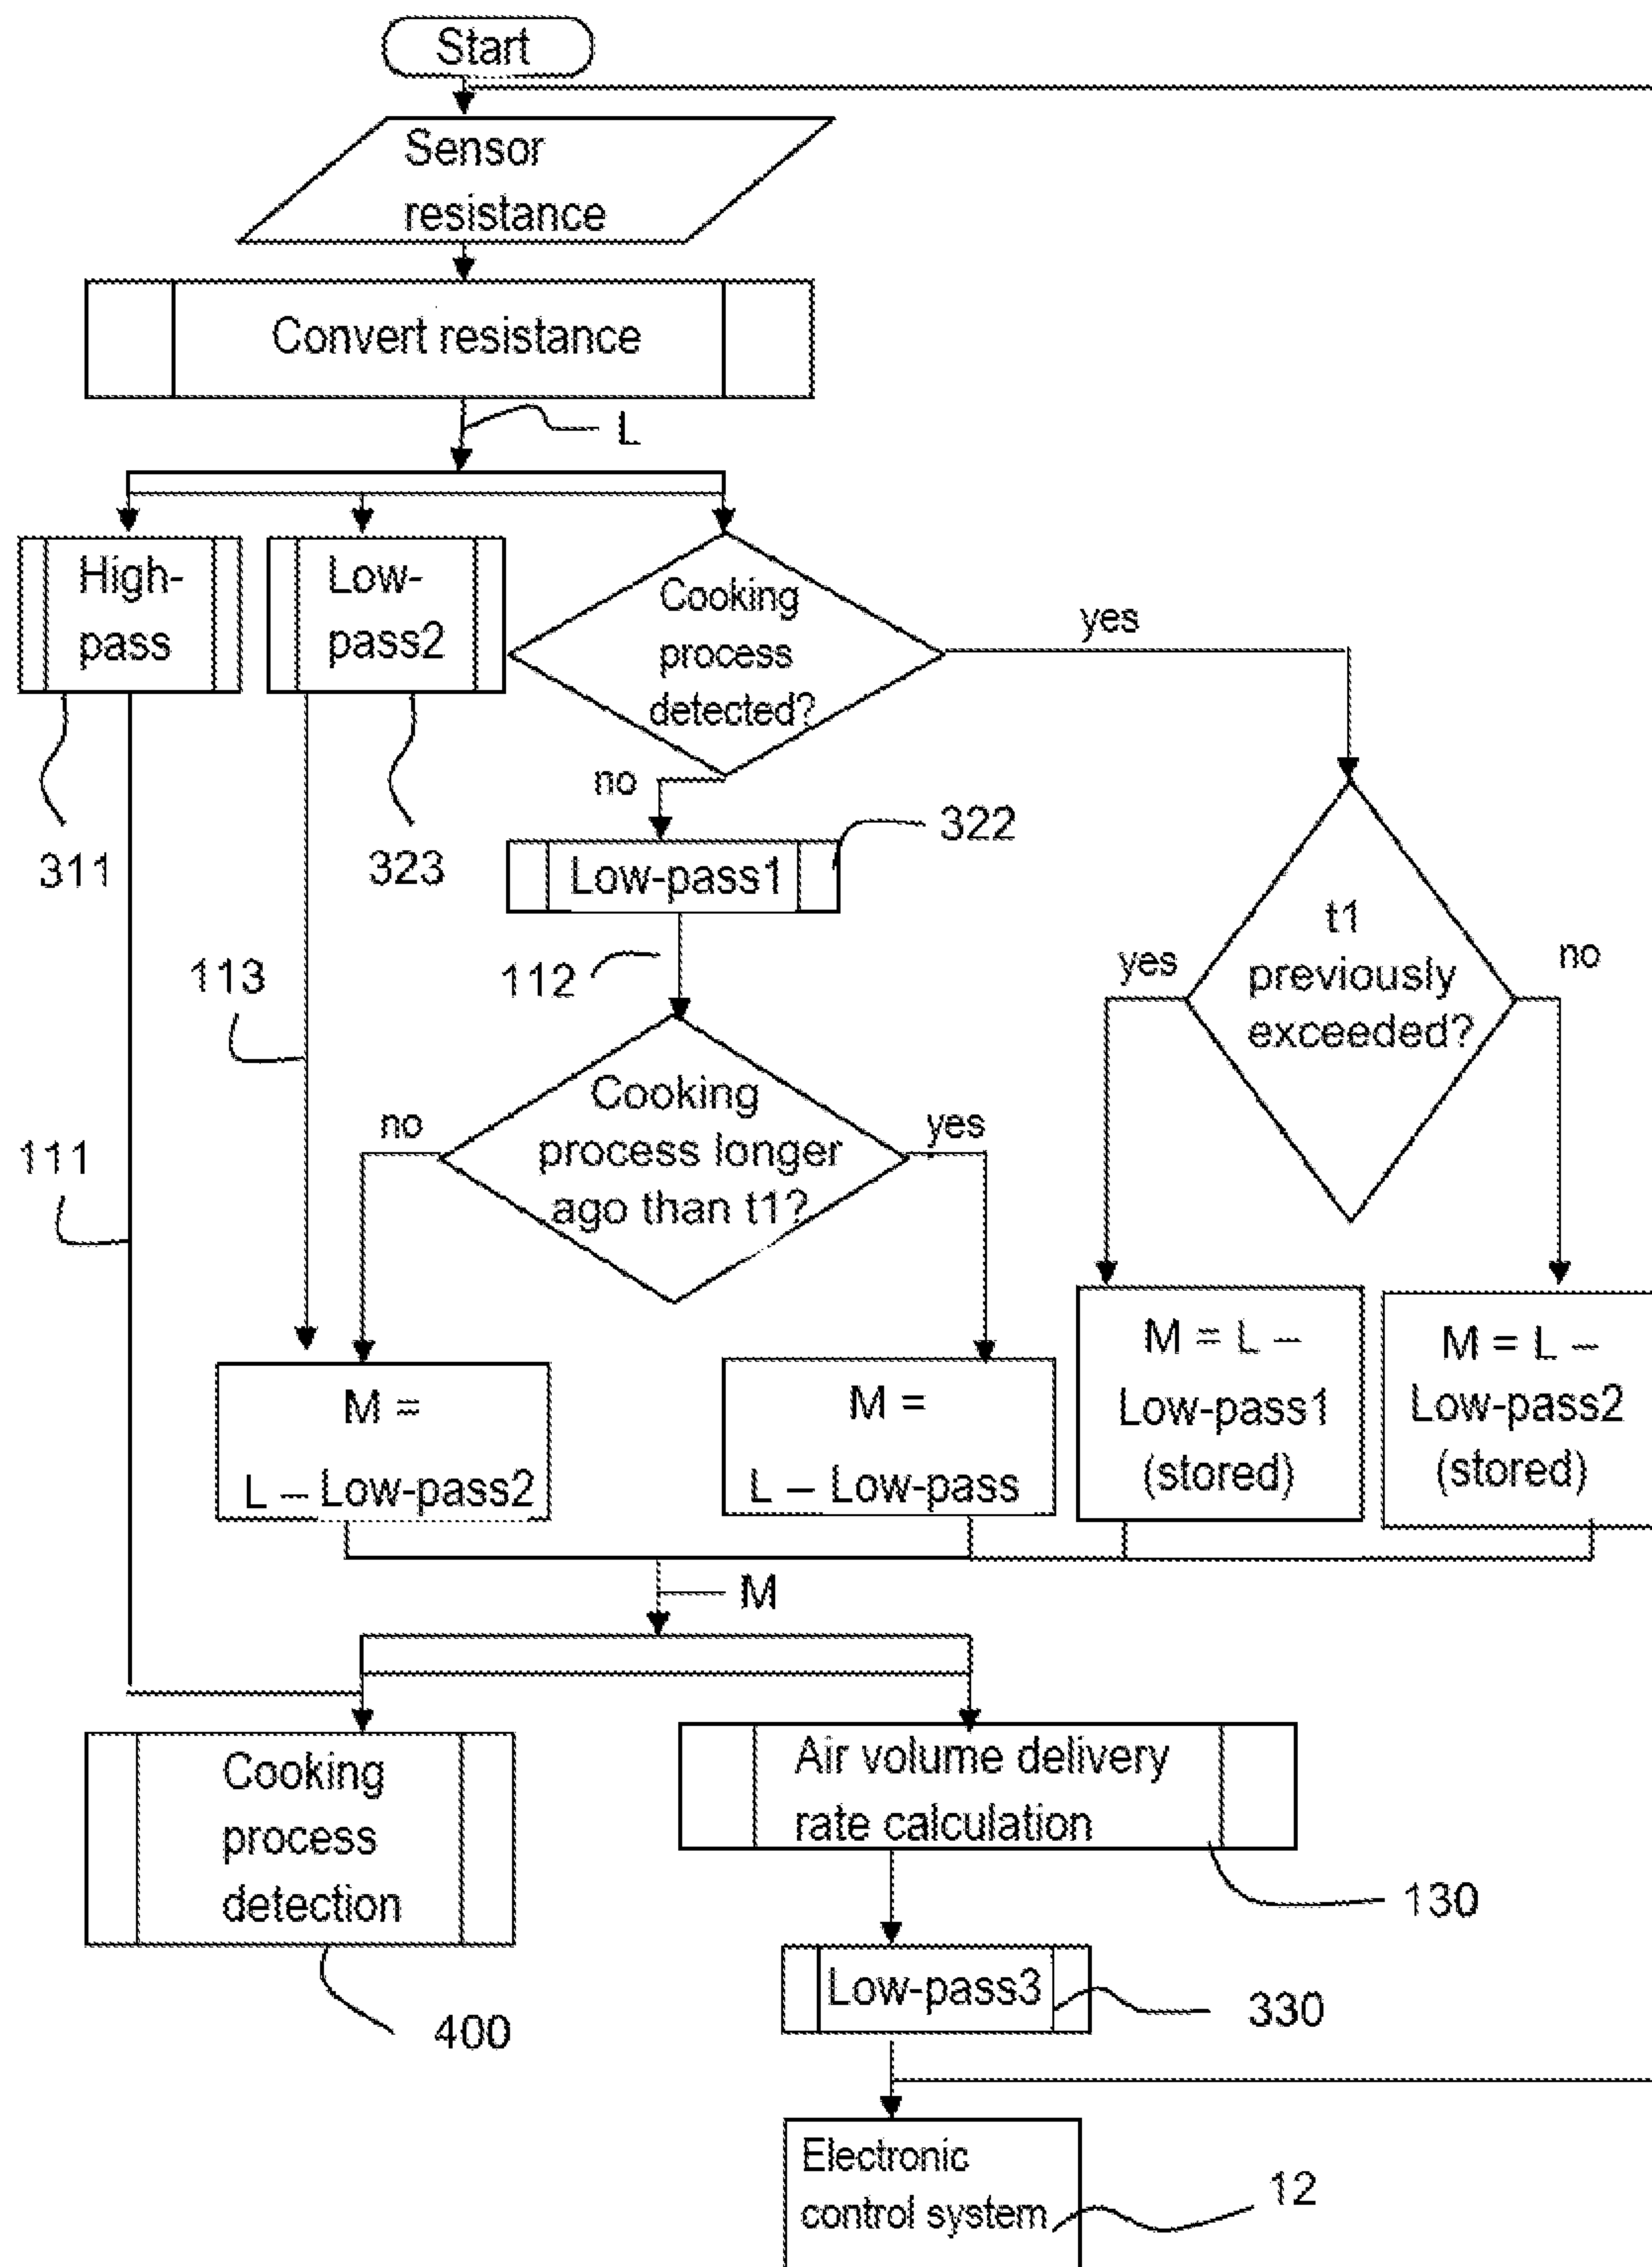 Start
Sensor
resistance
Convert resistance
L
High-
pass
Low-
pass2
Cooking
process
detected?
yes
no
311
323
Low-pass1
322
t1
previously
exceeded?
yes
no
113
112
111
Cooking
process longer
ago than t1?
no
yes
M =
L – Low-pass2
M =
L – Low-pass
M = L –
Low-pass1
(stored)
M = L –
Low-pass2
(stored)
M
Cooking
process
detection
Air volume delivery
rate calculation
130
400
Low-pass3
330
Electronic
control system
12